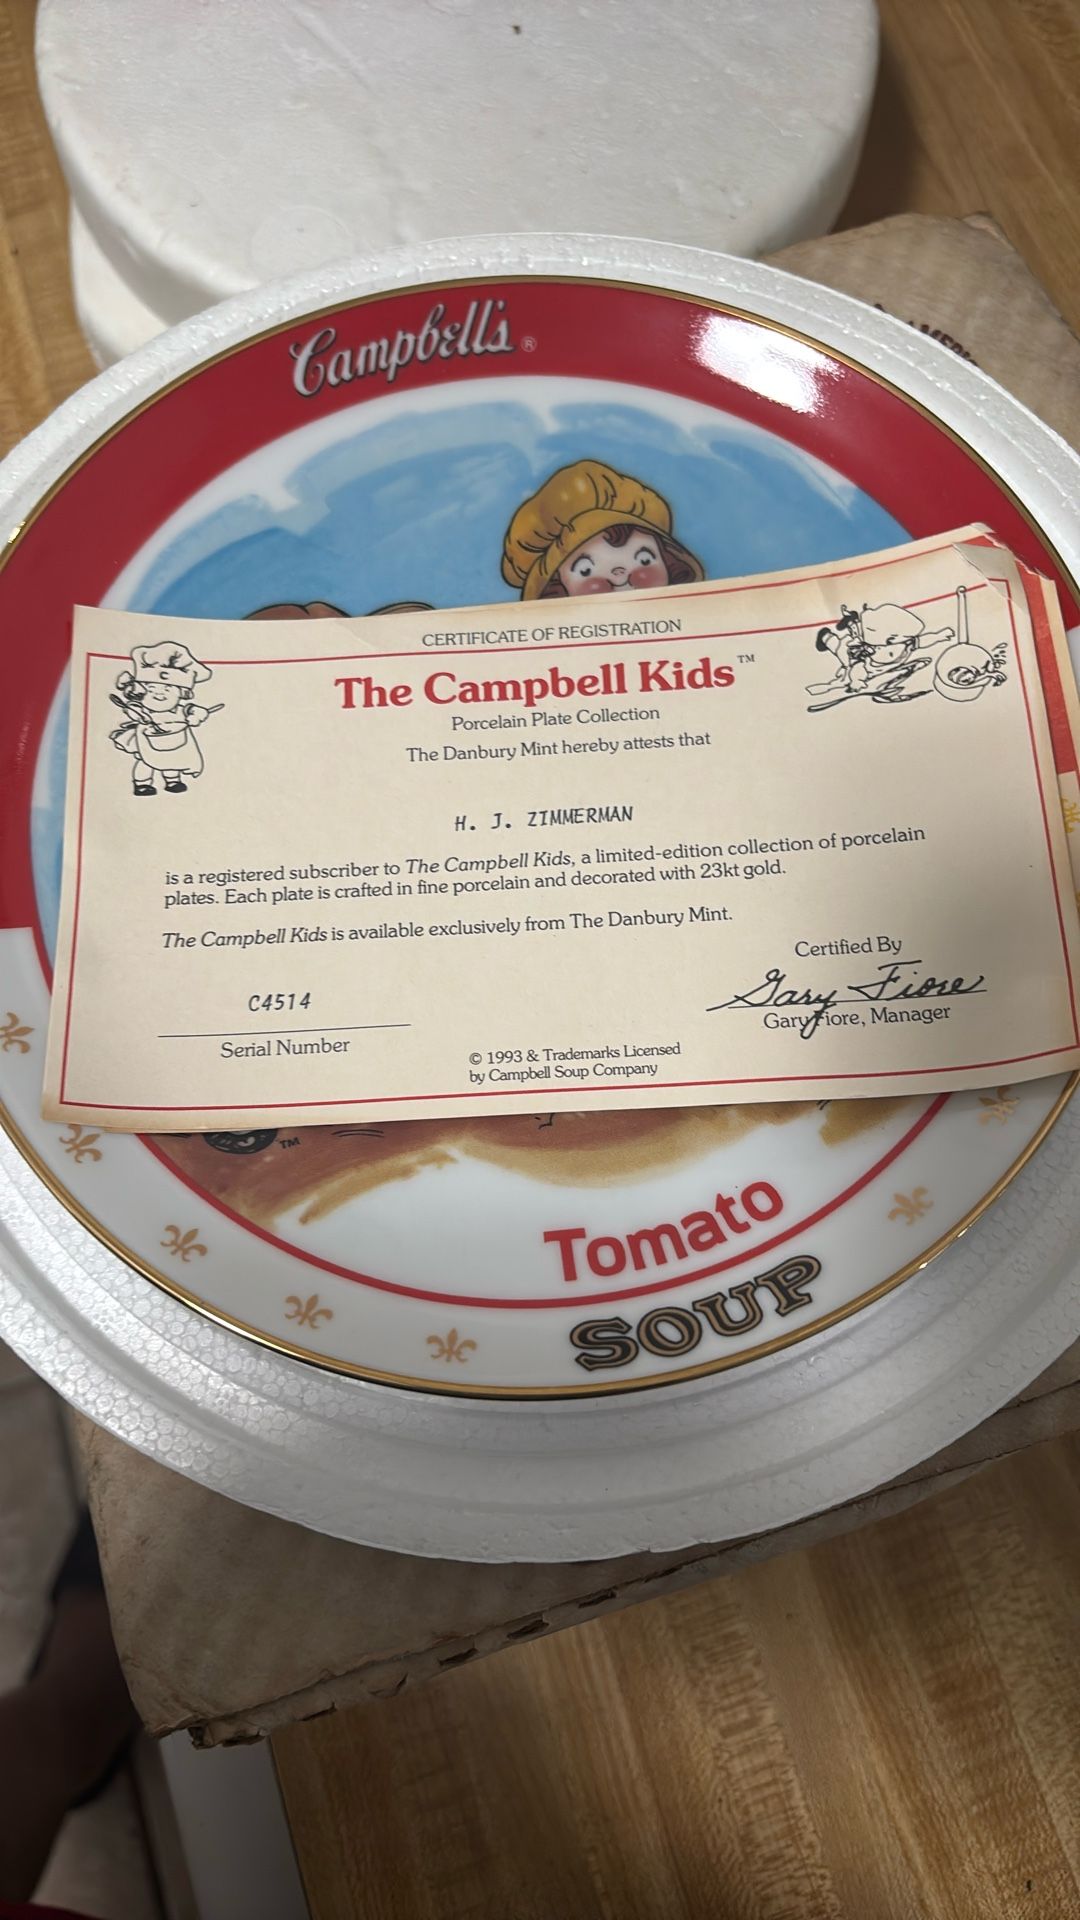 Campbell's®
CERTIFICATE OF REGISTRATION
The Campbell Kids™
Porcelain Plate Collection
The Danbury Mint hereby attests that
H. J. ZIMMERMAN
is a registered subscriber to The Campbell Kids, a limited-edition collection of porcelain
plates. Each plate is crafted in fine porcelain and decorated with 23kt gold.
The Campbell Kids is available exclusively from The Danbury Mint.
Certified By
Gary Fiore
Gary Fiore, Manager
C4514
Serial Number
© 1993 & Trademarks Licensed
by Campbell Soup Company
TM
Tomato
SOUP